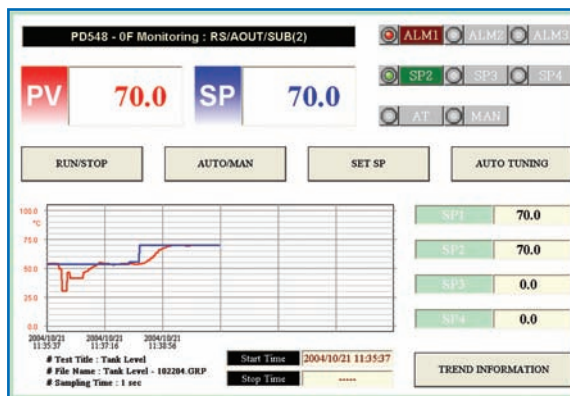 PD548 - 0F Monitoring : RS/AOUT/SUB(2)
ALM1 ALM2 ALM3
PV 70.0 SP 70.0
SP2 SP3 SP4
AT MAN
RUN/STOP AUTO/MAN SET SP AUTO TUNING
100.0
°C
75.0
50.0
25.0
0.0
2004/10/21 2004/10/21 2004/10/21
11:35:37 11:37:16 11:38:56
SP1 70.0
SP2 70.0
SP3 0.0
SP4 0.0
# Test Title : Tank Level
# File Name : Tank Level - 102204.GRP
# Sampling Time : 1 sec
Start Time 2004/10/21 11:35:37
Stop Time -----
TREND INFORMATION